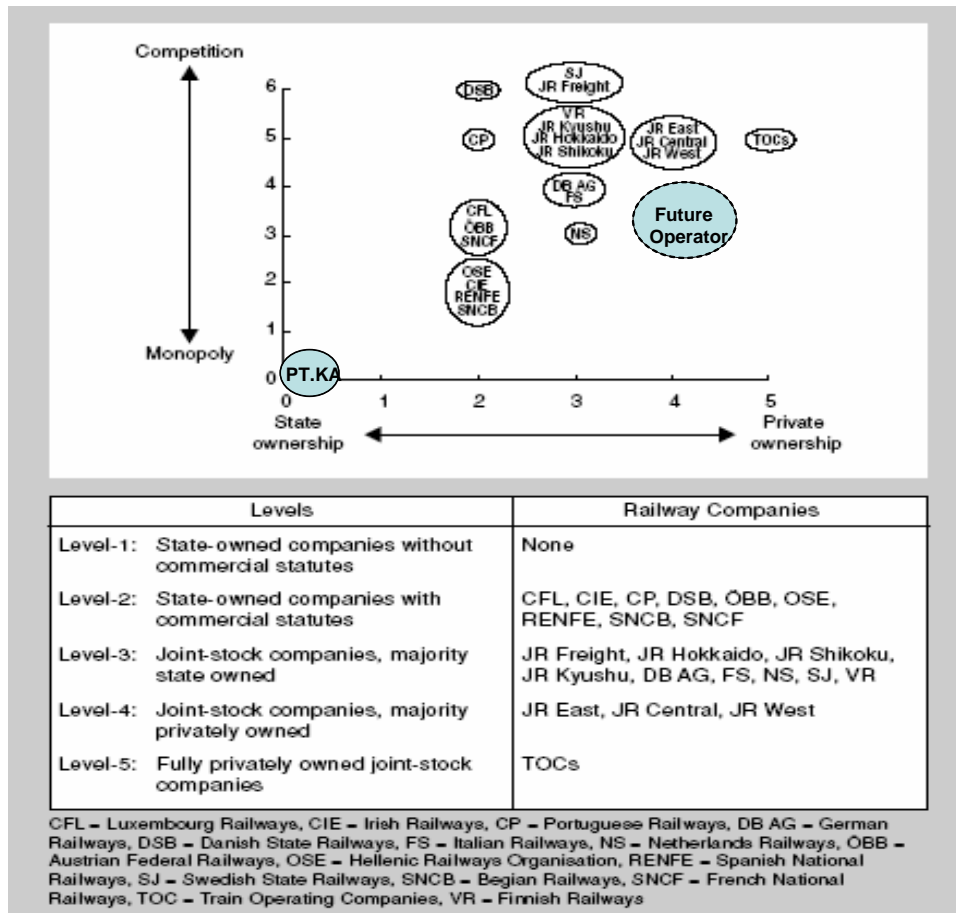 Competition
6
5
4
3
2
1
0
Monopoly
DSB
SJ
JR Freight
CP
VR
JR Kyushu
JR Hokkaido
JR Shikoku
JR East
JR Central
JR West
TOCs
DB AG
FS
CFL
ÖBB
SNCF
NS
Future
Operator
OSE
CIE
RENFE
SNCB
PT.KA
0 1 2 3 4 5
State
ownership
Private
ownership
Levels Railway Companies
Level-1: State-owned companies without None
commercial statutes
Level-2: State-owned companies with CFL, CIE, CP, DSB, ÖBB, OSE,
commercial statutes RENFE, SNCB, SNCF
Level-3: Joint-stock companies, majority JR Freight, JR Hokkaido, JR Shikoku,
state owned JR Kyushu, DB AG, FS, NS, SJ, VR
Level-4: Joint-stock companies, majority JR East, JR Central, JR West
privately owned
Level-5: Fully privately owned joint-stock TOCs
companies
CFL = Luxembourg Railways, CIE = Irish Railways, CP = Portuguese Railways, DB AG = German
Railways, DSB = Danish State Railways, FS = Italian Railways, NS = Netherlands Railways, ÖBB =
Austrian Federal Railways, OSE = Hellenic Railways Organisation, RENFE = Spanish National
Railways, SJ = Swedish State Railways, SNCB = Begian Railways, SNCF = French National
Railways, TOC = Train Operating Companies, VR = Finnish Railways